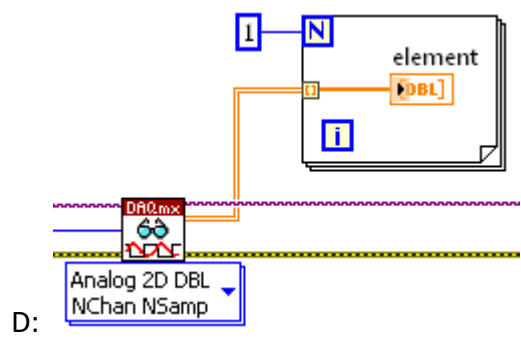 1
N
element
DBL]
i
DAQmx
Analog 2D DBL
NChan NSamp
D: